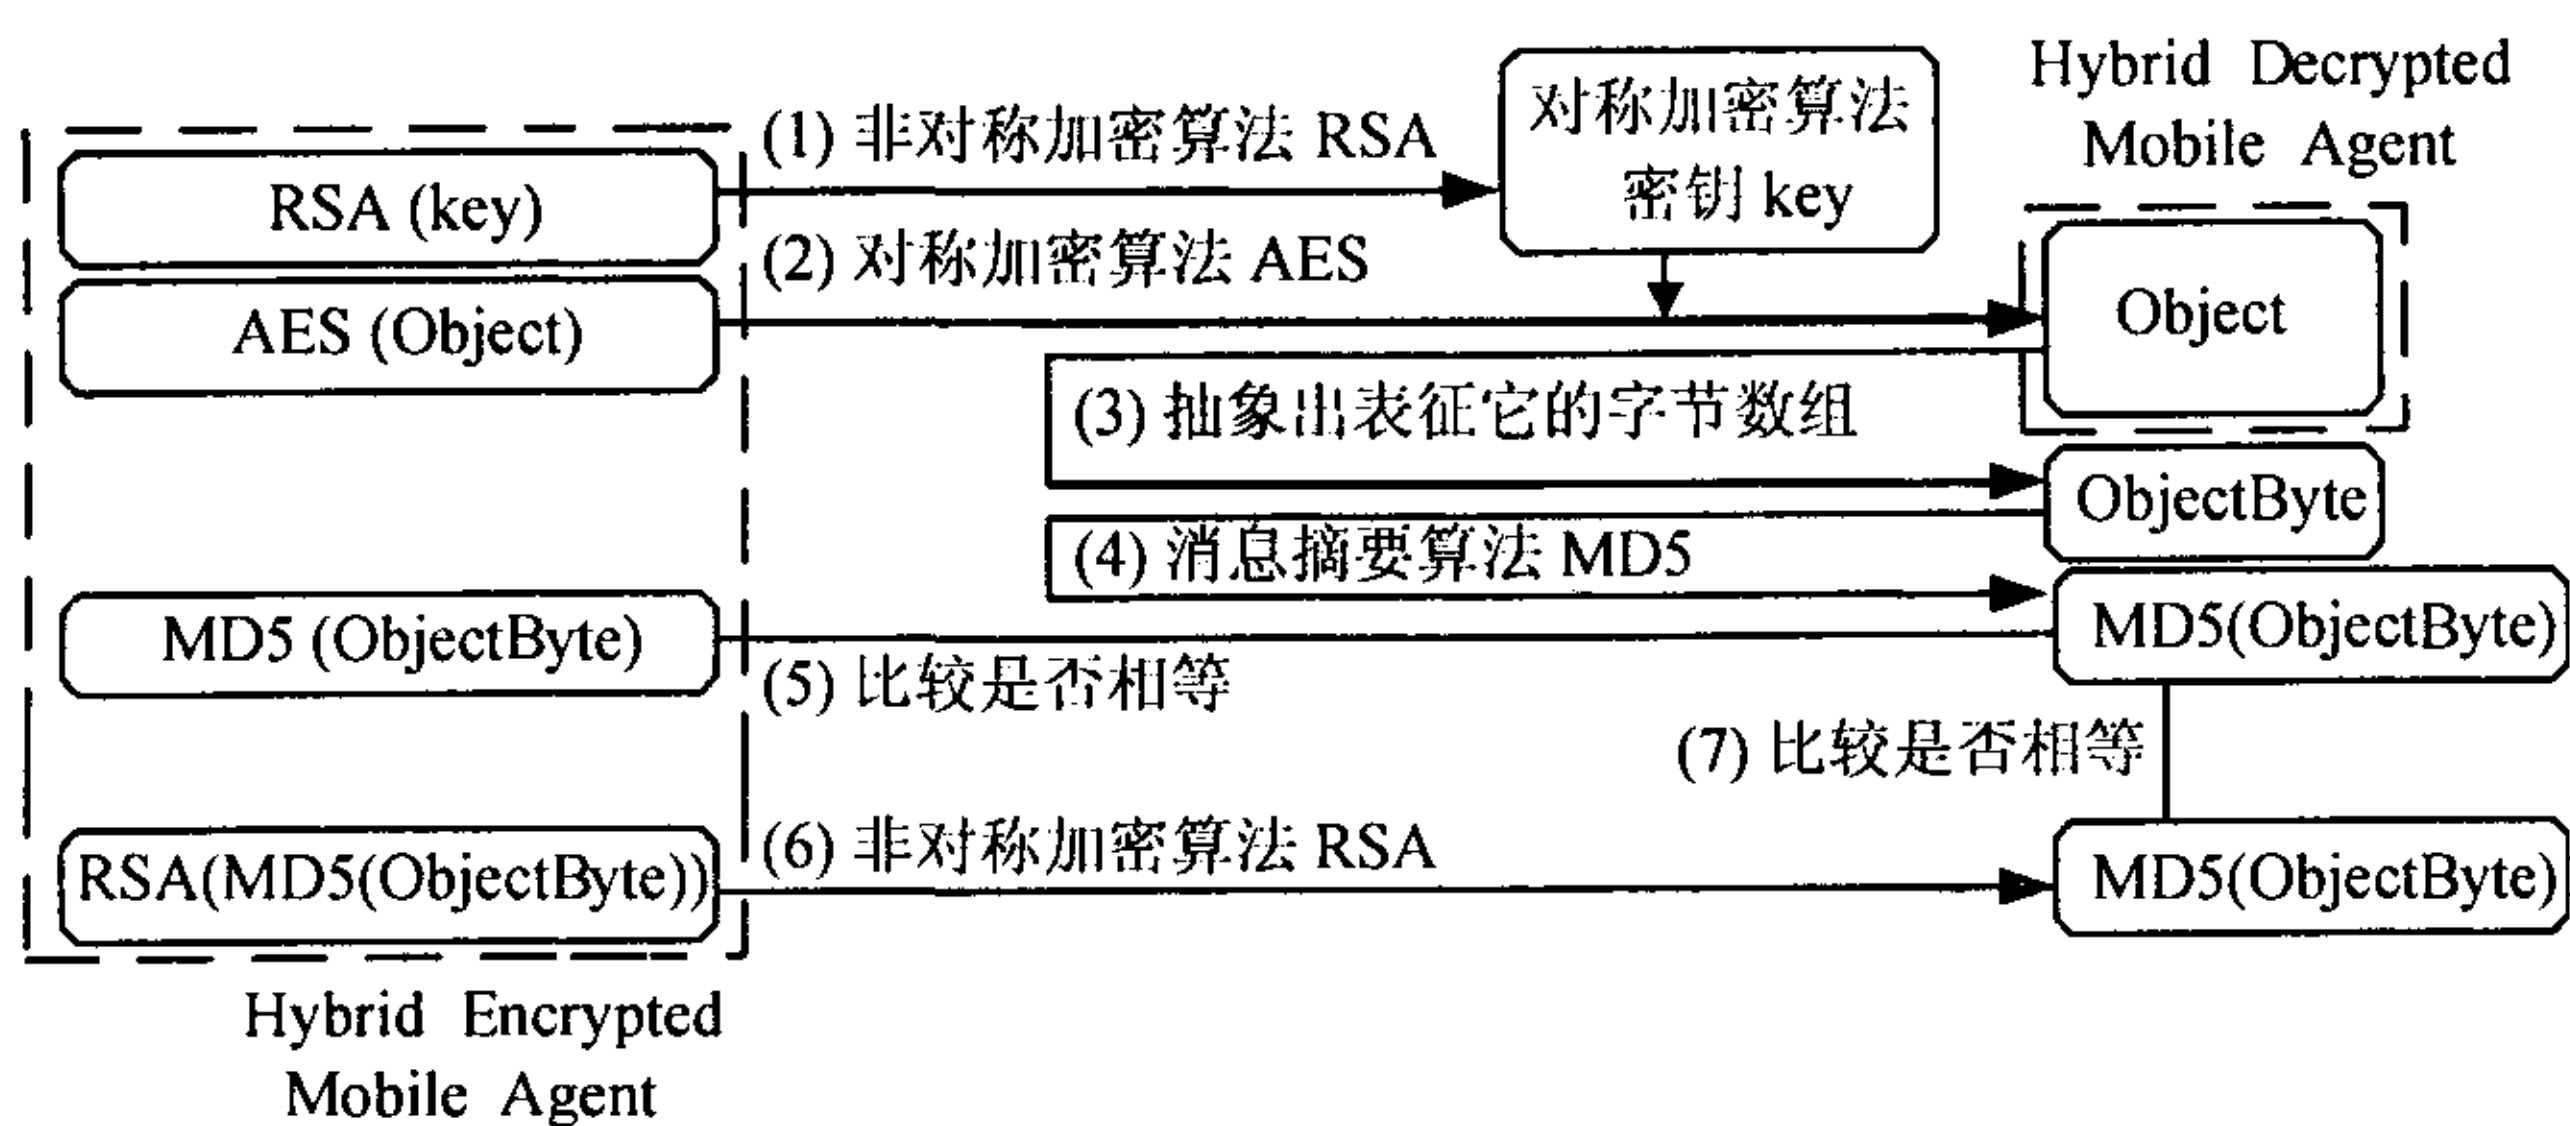 Hybrid Decrypted
Mobile Agent
对称加密算法
密钥 key
(1) 非对称加密算法 RSA
RSA (key)
(2) 对称加密算法 AES
AES (Object)
Object
(3) 抽象出表征它的字节数组
ObjectByte
(4) 消息摘要算法 MD5
MD5 (ObjectByte)
MD5(ObjectByte)
(5) 比较是否相等
(7) 比较是否相等
(6) 非对称加密算法 RSA
RSA(MD5(ObjectByte))
MD5(ObjectByte)
Hybrid Encrypted
Mobile Agent